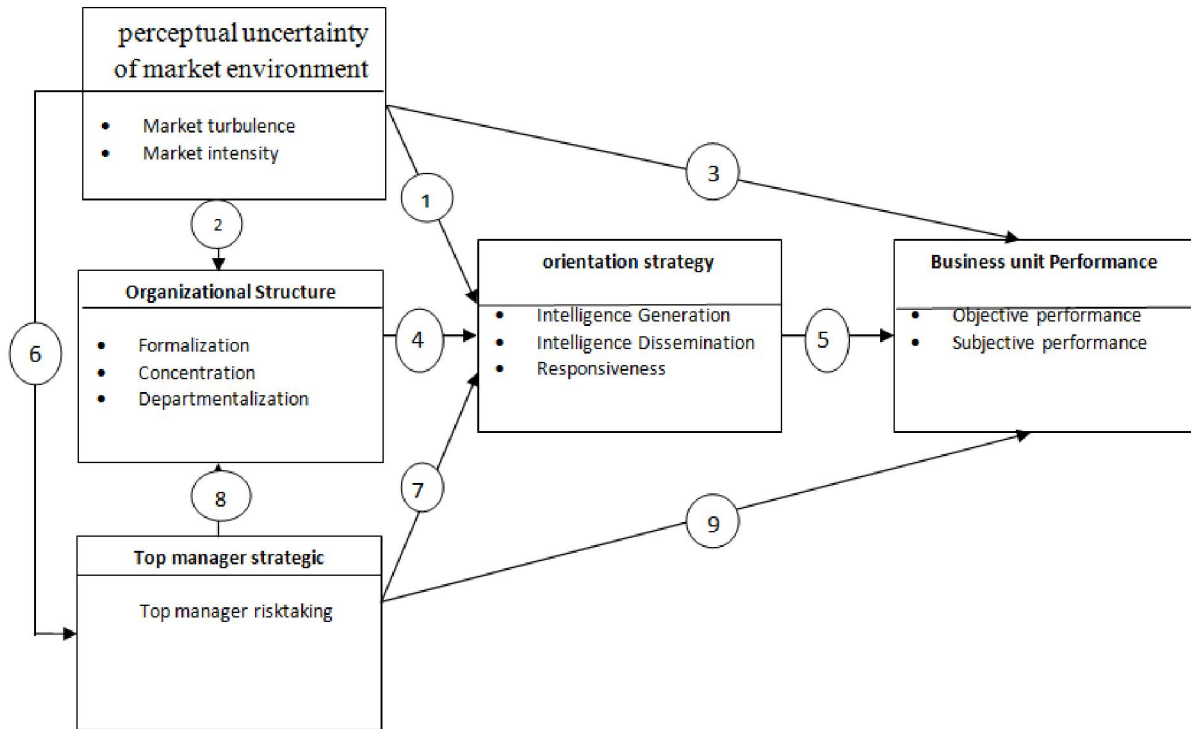 perceptual uncertainty
of market environment
• Market turbulence
• Market intensity
3
1
2
orientation strategy
Business unit Performance
Organizational Structure
• Intelligence Generation
• Intelligence Dissemination
• Responsiveness
• Objective performance
• Subjective performance
6
4
5
• Formalization
• Concentration
• Departmentalization
8
7
9
Top manager strategic
Top manager risktaking